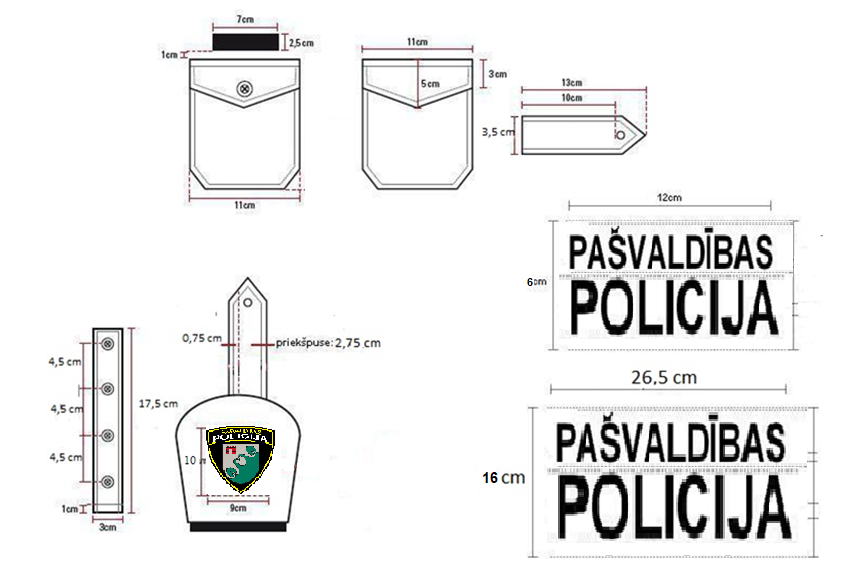 7cm
2,5cm
1cm
11cm
11cm
5cm
3cm
13cm
10cm
3,5 cm
12cm
6cm
PAŠVALDĪBAS
POLICIJA
0,75 cm
priekšpuse: 2,75 cm
4,5 cm
4,5 cm
4,5 cm
1cm
3cm
17,5 cm
POLICIJA
10
9cm
26,5 cm
16 cm
PAŠVALDĪBAS
POLICIJA